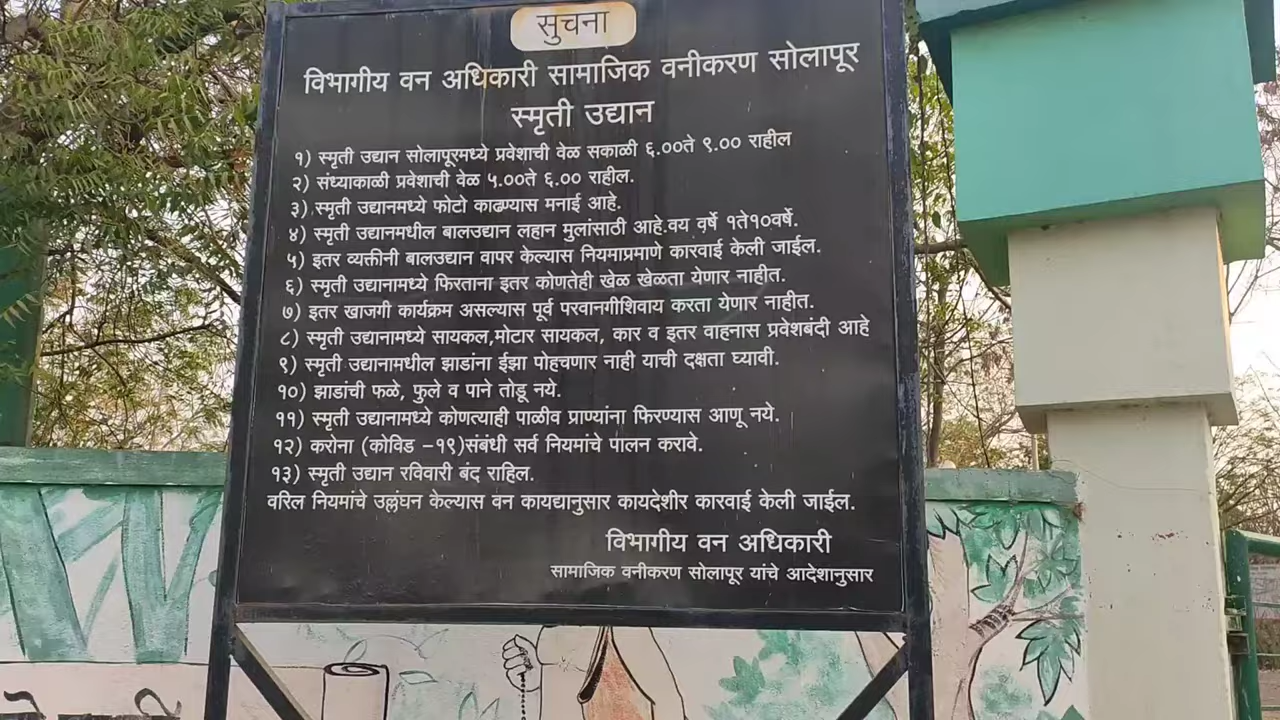 सुचना
विभागीय वन अधिकारी सामाजिक वनीकरण सोलापूर
स्मृती उद्यान
१) स्मृती उद्यान सोलापूरमध्ये प्रवेशाची वेळ सकाळी ६.००ते ९.०० राहील
२) संध्याकाळी प्रवेशाची वेळ ५.००ते ६.०० राहील.
३) स्मृती उद्यानमध्ये फोटो काढण्यास मनाई आहे.
४) स्मृती उद्यानमधील बालउद्यान लहान मुलांसाठी आहे.वय वर्षे १ते१०वर्षे.
५) इतर व्यक्तीनी बालउद्यान वापर केल्यास नियमाप्रमाणे कारवाई केली जाईल.
६) स्मृती उद्यानामध्ये फिरताना इतर कोणतेही खेळ खेळता येणार नाहीत.
७) इतर खाजगी कार्यक्रम असल्यास पूर्व परवानगीशिवाय करता येणार नाहीत.
८) स्मृती उद्यानामध्ये सायकल,मोटार सायकल, कार व इतर वाहनास प्रवेशबंदी आहे
९) स्मृती उद्यानामधील झाडांना ईझा पोहचणार नाही याची दक्षता घ्यावी.
१०) झाडांची फळे, फुले व पाने तोडू नये.
११) स्मृती उद्यानामध्ये कोणत्याही पाळीव प्राण्यांना फिरण्यास आणू नये.
१२) करोना (कोविड –१९)संबंधी सर्व नियमांचे पालन करावे.
१३) स्मृती उद्यान रविवारी बंद राहिल.
वरिल नियमांचे उल्लंघन केल्यास वन कायद्यानुसार कायदेशीर कारवाई केली जाईल.
विभागीय वन अधिकारी
सामाजिक वनीकरण सोलापूर यांचे आदेशानुसार